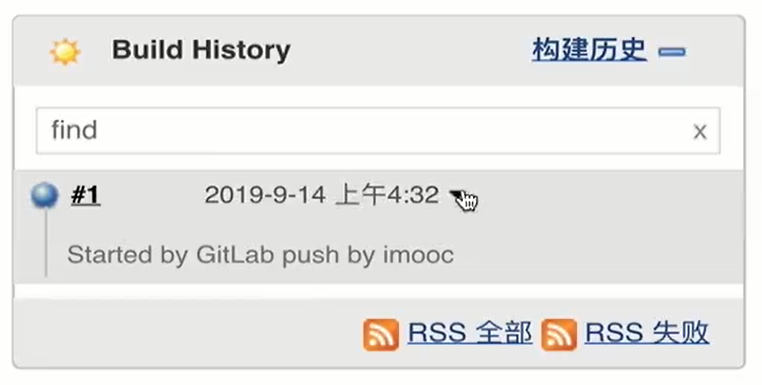 Build History 构建历史
find x
#1 2019-9-14 上午4:32
Started by GitLab push by imooc
RSS 全部 RSS 失败